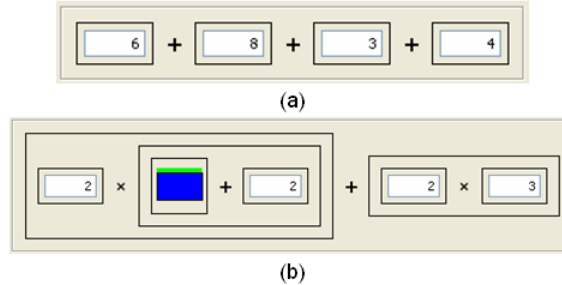 6 + 8 + 3 + 4
(a)
2 × + 2 + 2 × 3
(b)